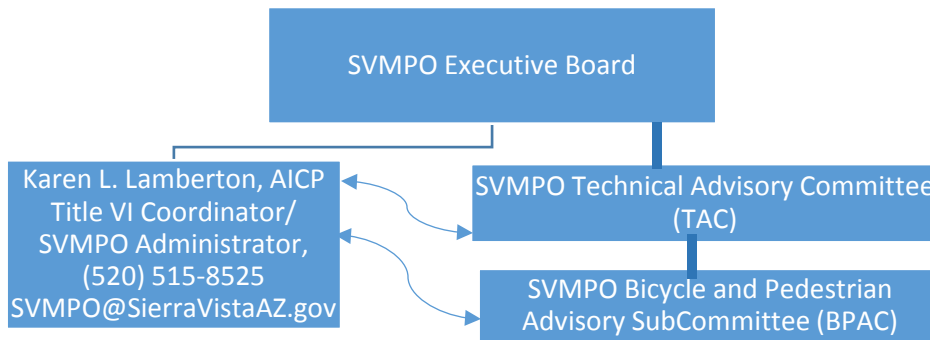 SVMPO Executive Board
Karen L. Lamberton, AICP
Title VI Coordinator/
SVMPO Administrator,
(520) 515-8525
SVMPO@SierraVistaAZ.gov
SVMPO Technical Advisory Committee
(TAC)
SVMPO Bicycle and Pedestrian
Advisory SubCommittee (BPAC)